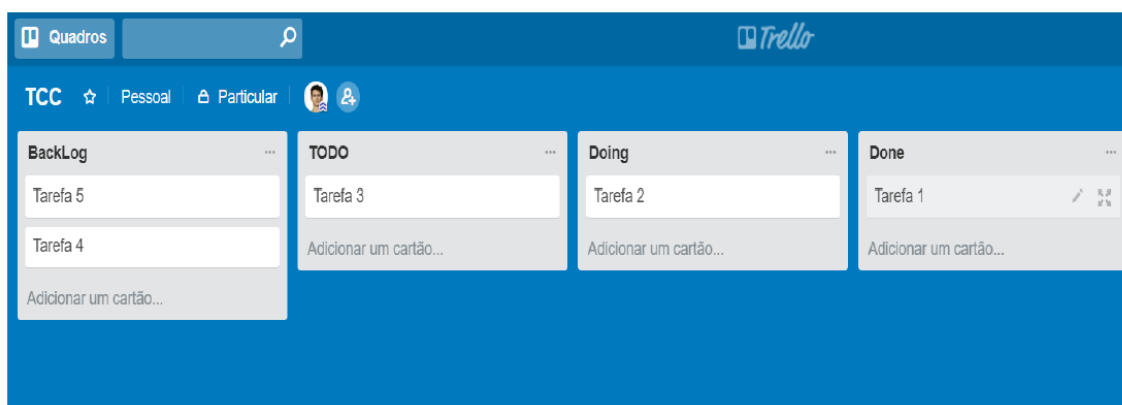 Quadros
Trello
TCC Pessoal Particular
BackLog
Tarefa 5
Tarefa 4
Adicionar um cartão...
TODO
Tarefa 3
Adicionar um cartão...
Doing
Tarefa 2
Adicionar um cartão...
Done
Tarefa 1
Adicionar um cartão...